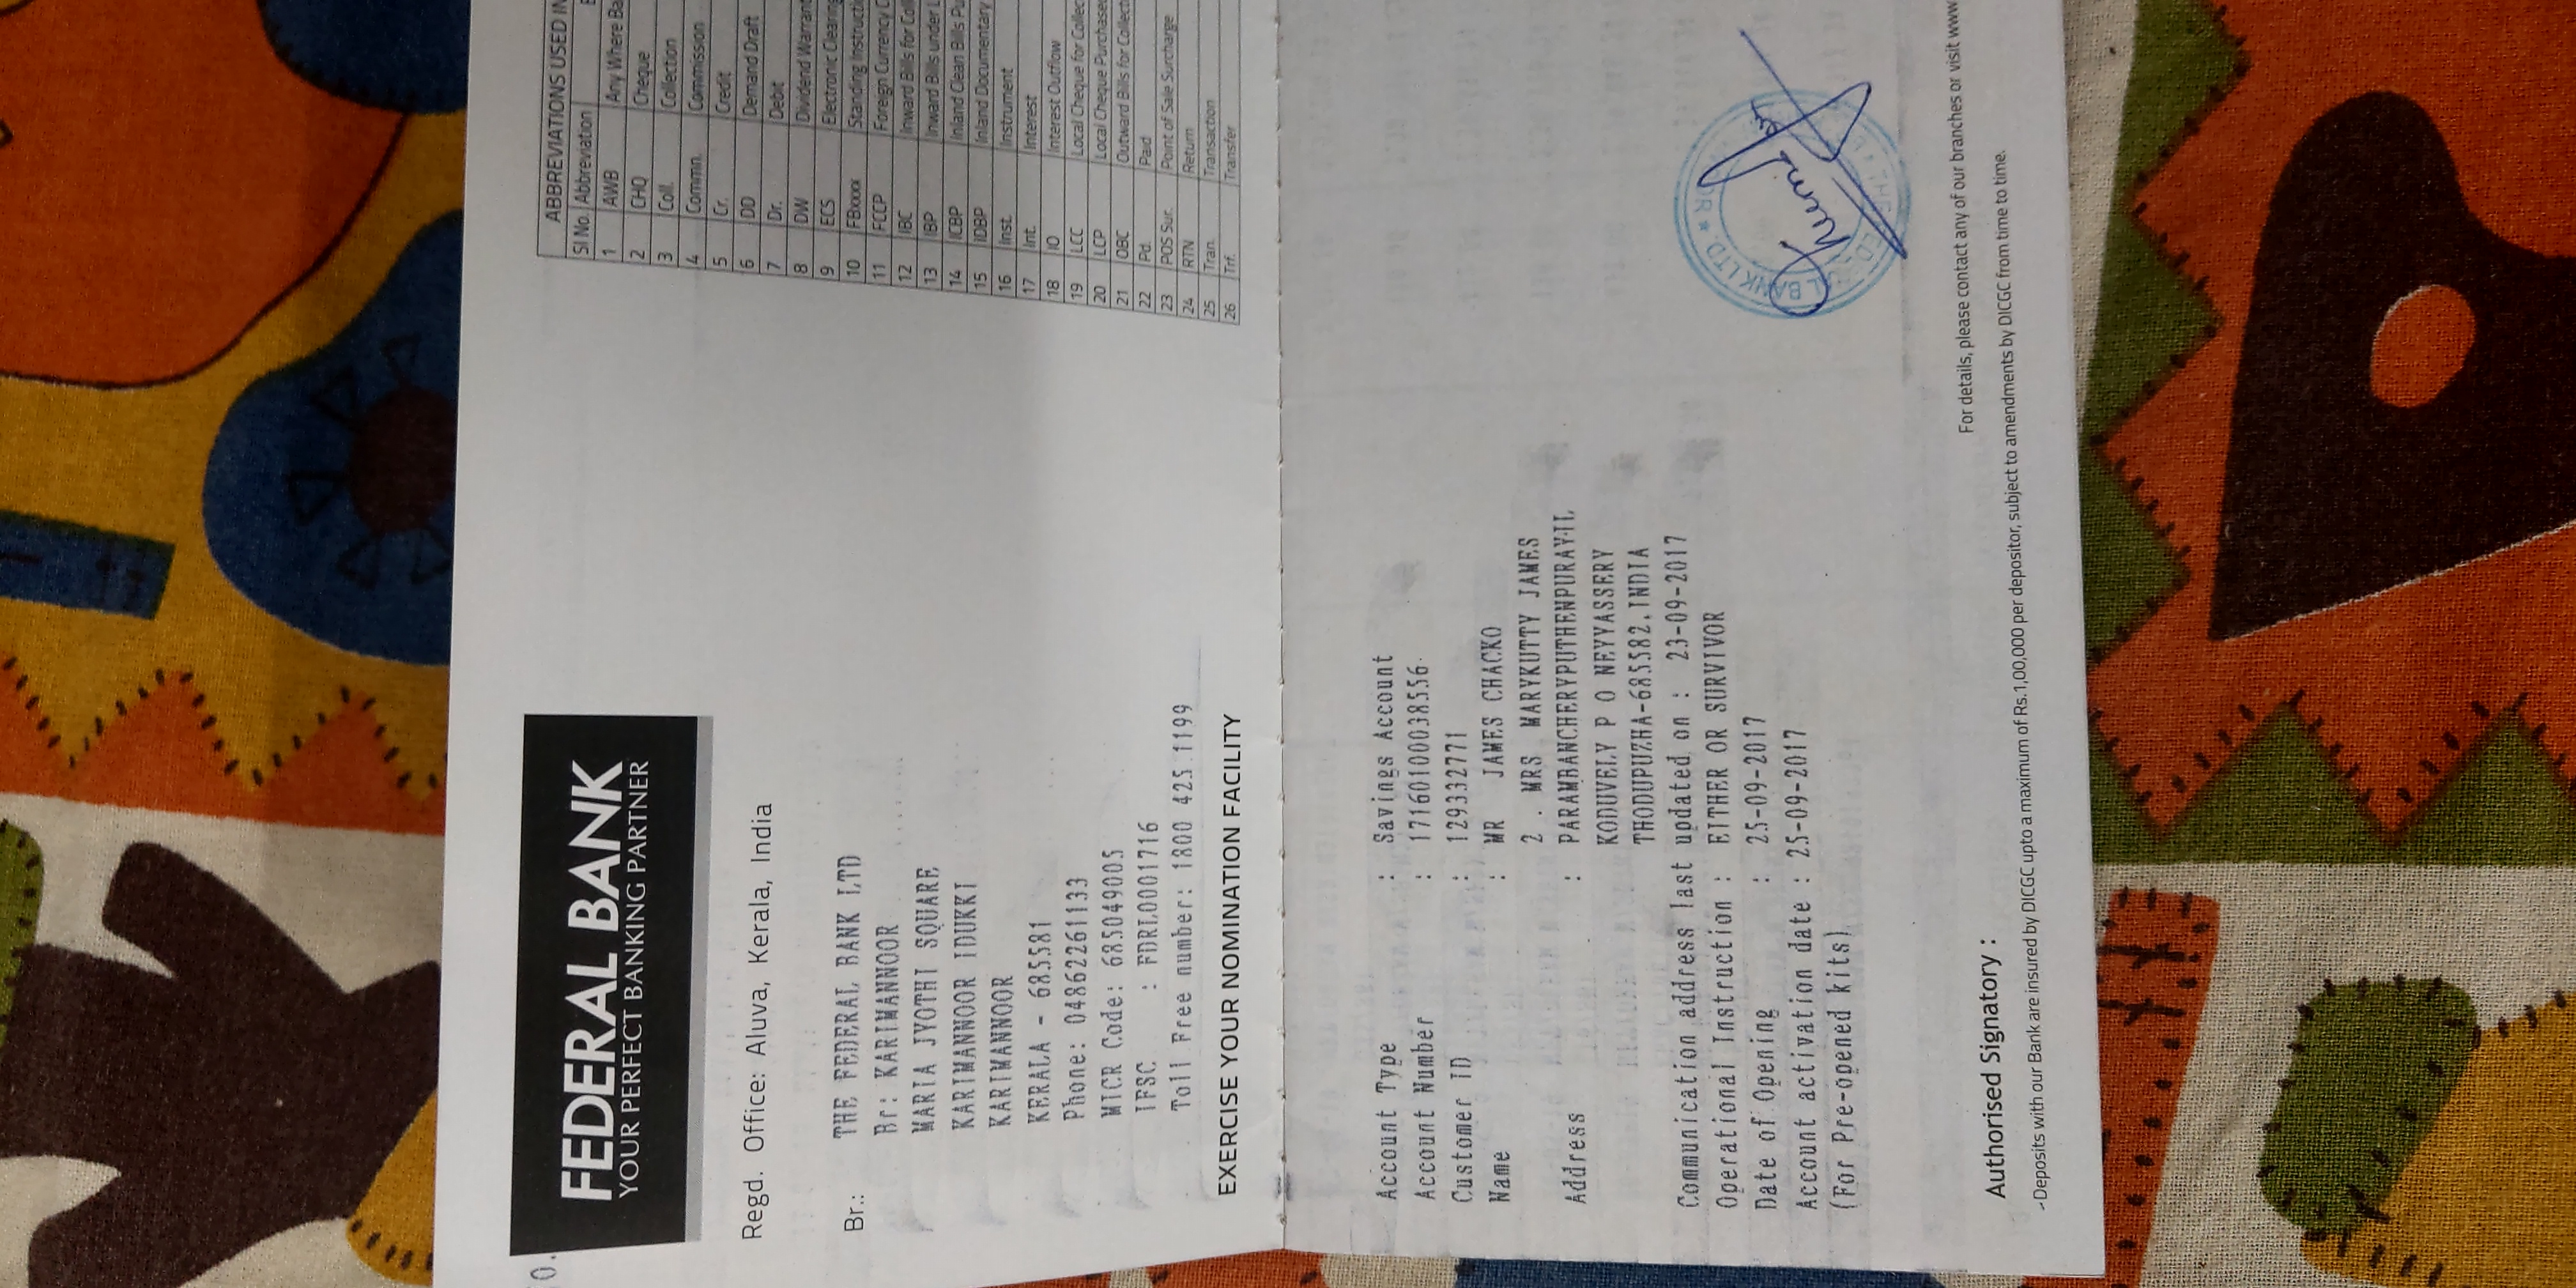 0.
FEDERAL BANK
YOUR PERFECT BANKING PARTNER
Regd. Office: Aluva, Kerala, India
Br.: THE FEDERAL BANK LTD
Br: KARIMANNOOR
MARIA JYOTHI SQUARE
KARIMANNOOR IDUKKI
KARIMANNOOR
KERALA - 685581
Phone: 04862261133
MICR Code: 685049005
IFSC : FDRL0001716
Toll Free number: 1800 425 1199
EXERCISE YOUR NOMINATION FACILITY
ABBREVIATIONS USED IN
Sl No. Abbreviation
1 AWB Any Where Ba
2 CHQ Cheque
3 Coll. Collection
4 Commn. Commission
5 Cr. Credit
6 DD Demand Draft
7 Dr. Debit
8 DW Dividend Warrant
9 ECS Electronic Clearing
10 FBxxxx Standing Instructi
11 FCCP Foreign Currency C
12 IBC Inward Bills for Coll
13 IBP Inward Bills under L
14 ICBP Inland Clean Bills Pu
15 IDBP Inland Documentary
16 Inst. Instrument
17 Int. Interest
18 IO Interest Outflow
19 LCC Local Cheque for Collec
20 LCP Local Cheque Purchased
21 OBC Outward Bills for Collect
22 Pd. Paid
23 POS Sur. Point of Sale Surcharge
24 RTN Return
25 Tran. Transaction
26 Trf. Transfer
Account Type : Savings Account
Account Number : 17160100038556
Customer ID : 129332771
Name : MR JAMES CHACKO
2 . MRS MARYKUTTY JAMES
Address : PARAMBANCHERYPUTHENPURAYIL
KODUVELY P O NEYYASSERY
THODUPUZHA-685582,INDIA
Communication address last updated on : 23-09-2017
Operational Instruction : EITHER OR SURVIVOR
Date of Opening : 25-09-2017
Account activation date : 25-09-2017
(For Pre-opened kits)
BANK LTD.
For details, please contact any of our branches or visit www
Authorised Signatory :
Deposits with our Bank are insured by DICGC upto a maximum of Rs.1,00,000 per depositor, subject to amendments by DICGC from time to time.